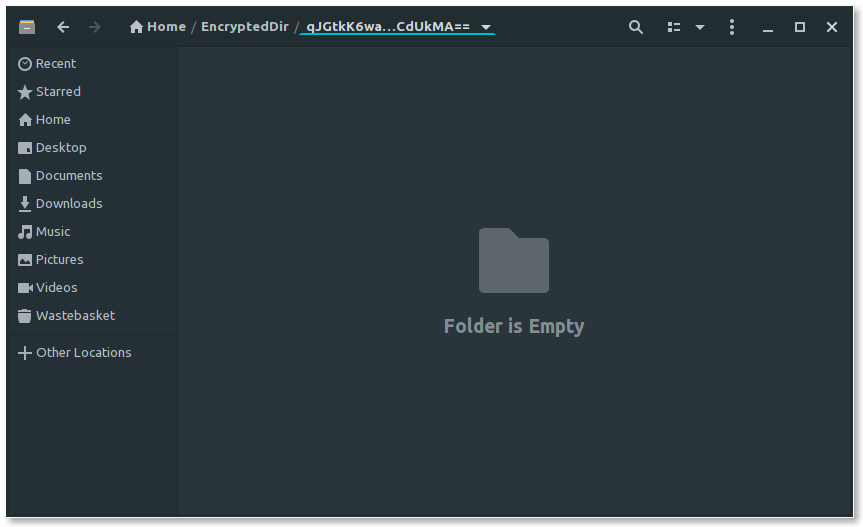 Home / EncryptedDir / qJGtkK6wa...CdUkMA==
Recent
Starred
Home
Desktop
Documents
Downloads
Music
Pictures
Videos
Wastebasket
Other Locations
Folder is Empty